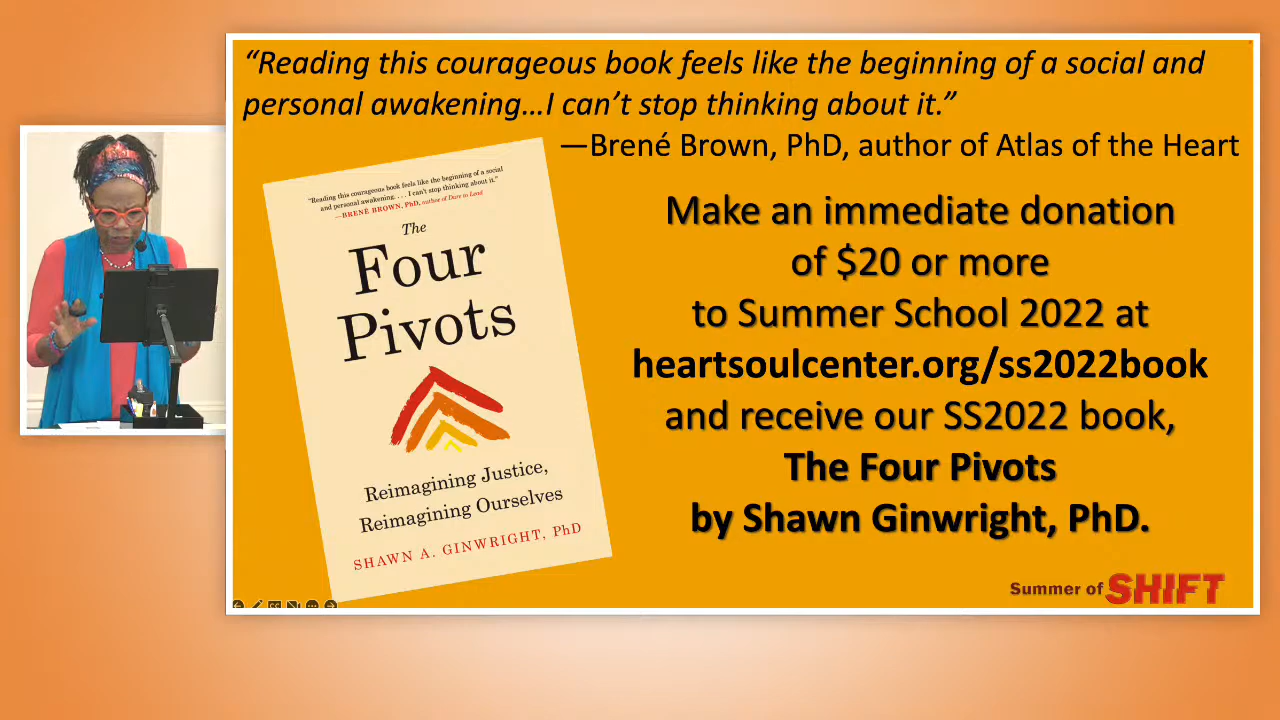 “Reading this courageous book feels like the beginning of a social and
personal awakening…I can’t stop thinking about it.”
—Brené Brown, PhD, author of Atlas of the Heart
“Reading this courageous book feels like the beginning of a social
and personal awakening. . . . I can’t stop thinking about it.”
—BRENÉ BROWN, PhD, author of Dare to Lead
The
Four
Pivots
Reimagining Justice,
Reimagining Ourselves
SHAWN A. GINWRIGHT, PhD
Make an immediate donation
of $20 or more
to Summer School 2022 at
heartsoulcenter.org/ss2022book
and receive our SS2022 book,
The Four Pivots
by Shawn Ginwright, PhD.
Summer of SHIFT